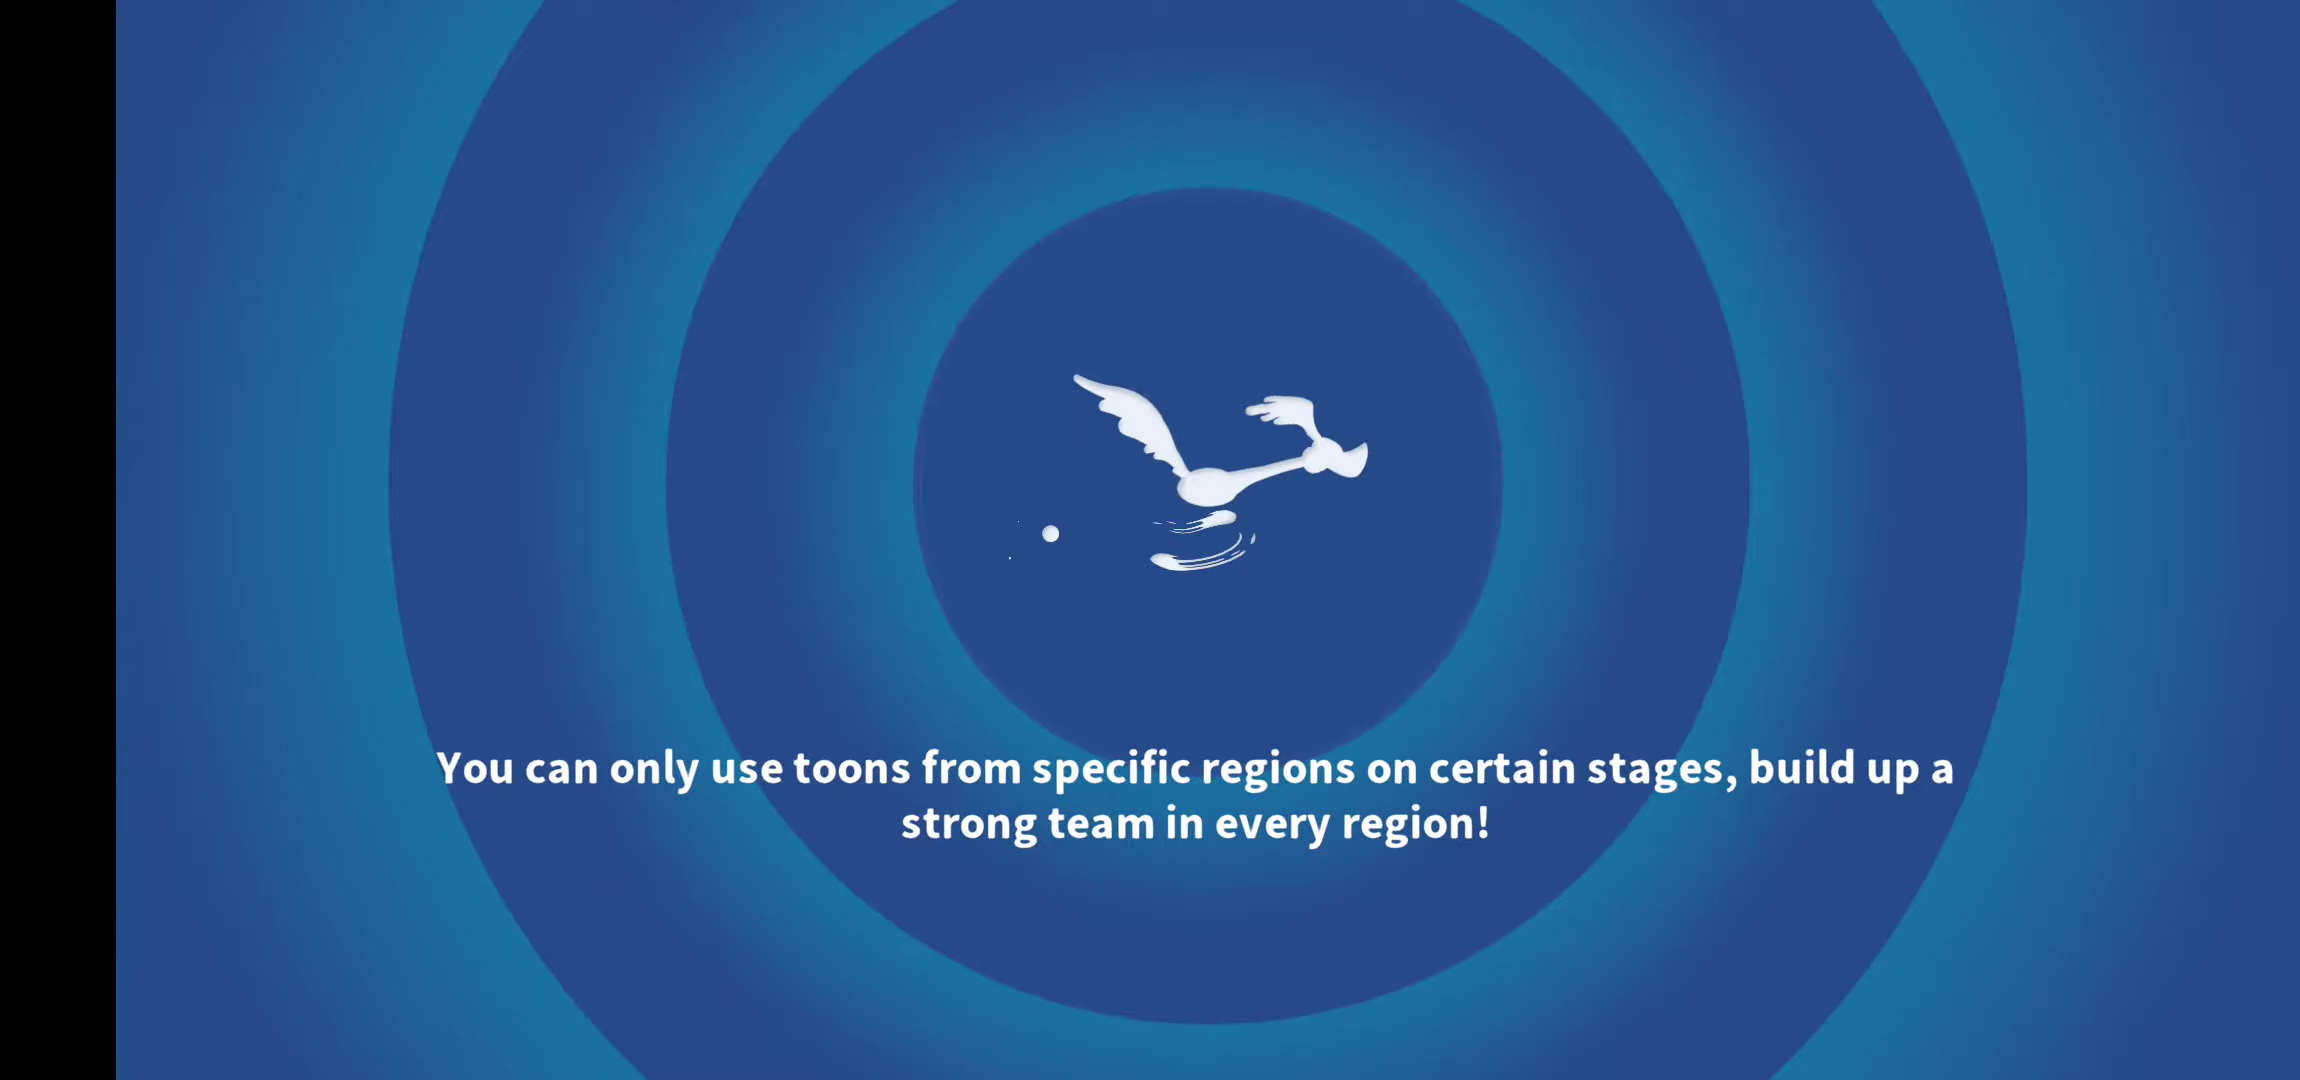 You can only use toons from specific regions on certain stages, build up a
strong team in every region!